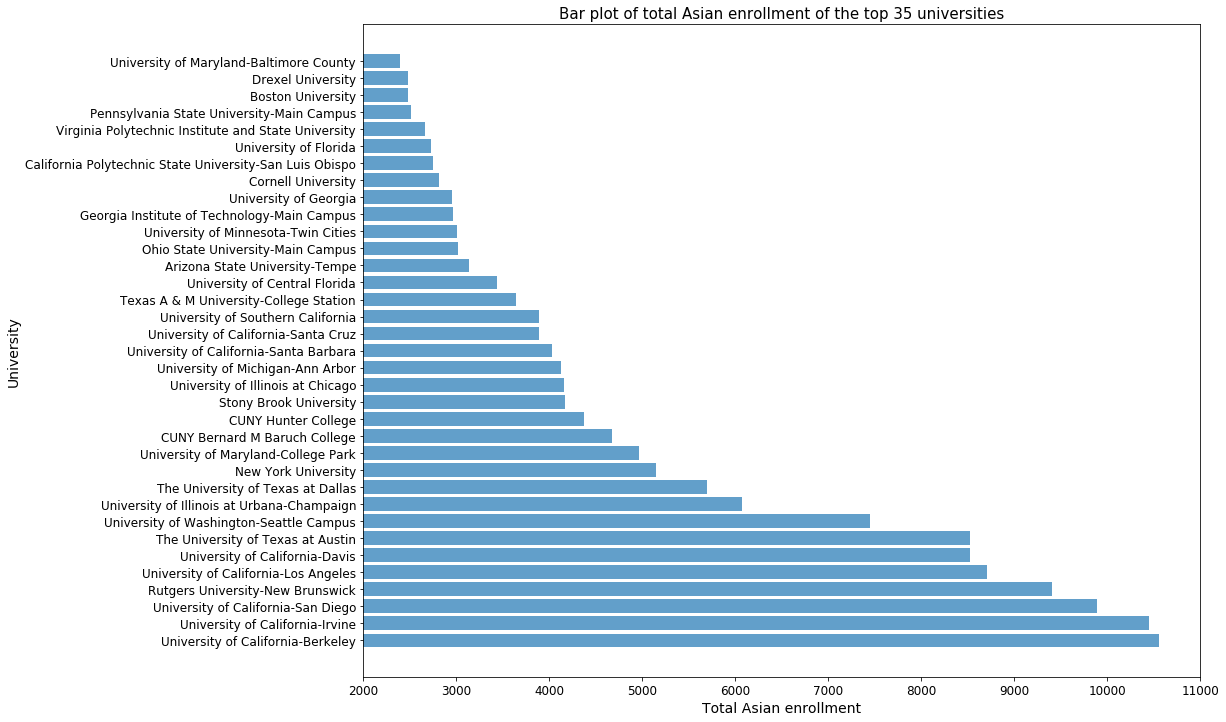 Bar plot of total Asian enrollment of the top 35 universities
University
University of Maryland-Baltimore County
Drexel University
Boston University
Pennsylvania State University-Main Campus
Virginia Polytechnic Institute and State University
University of Florida
California Polytechnic State University-San Luis Obispo
Cornell University
University of Georgia
Georgia Institute of Technology-Main Campus
University of Minnesota-Twin Cities
Ohio State University-Main Campus
Arizona State University-Tempe
University of Central Florida
Texas A & M University-College Station
University of Southern California
University of California-Santa Cruz
University of California-Santa Barbara
University of Michigan-Ann Arbor
University of Illinois at Chicago
Stony Brook University
CUNY Hunter College
CUNY Bernard M Baruch College
University of Maryland-College Park
New York University
The University of Texas at Dallas
University of Illinois at Urbana-Champaign
University of Washington-Seattle Campus
The University of Texas at Austin
University of California-Davis
University of California-Los Angeles
Rutgers University-New Brunswick
University of California-San Diego
University of California-Irvine
University of California-Berkeley
2000 3000 4000 5000 6000 7000 8000 9000 10000 11000
Total Asian enrollment